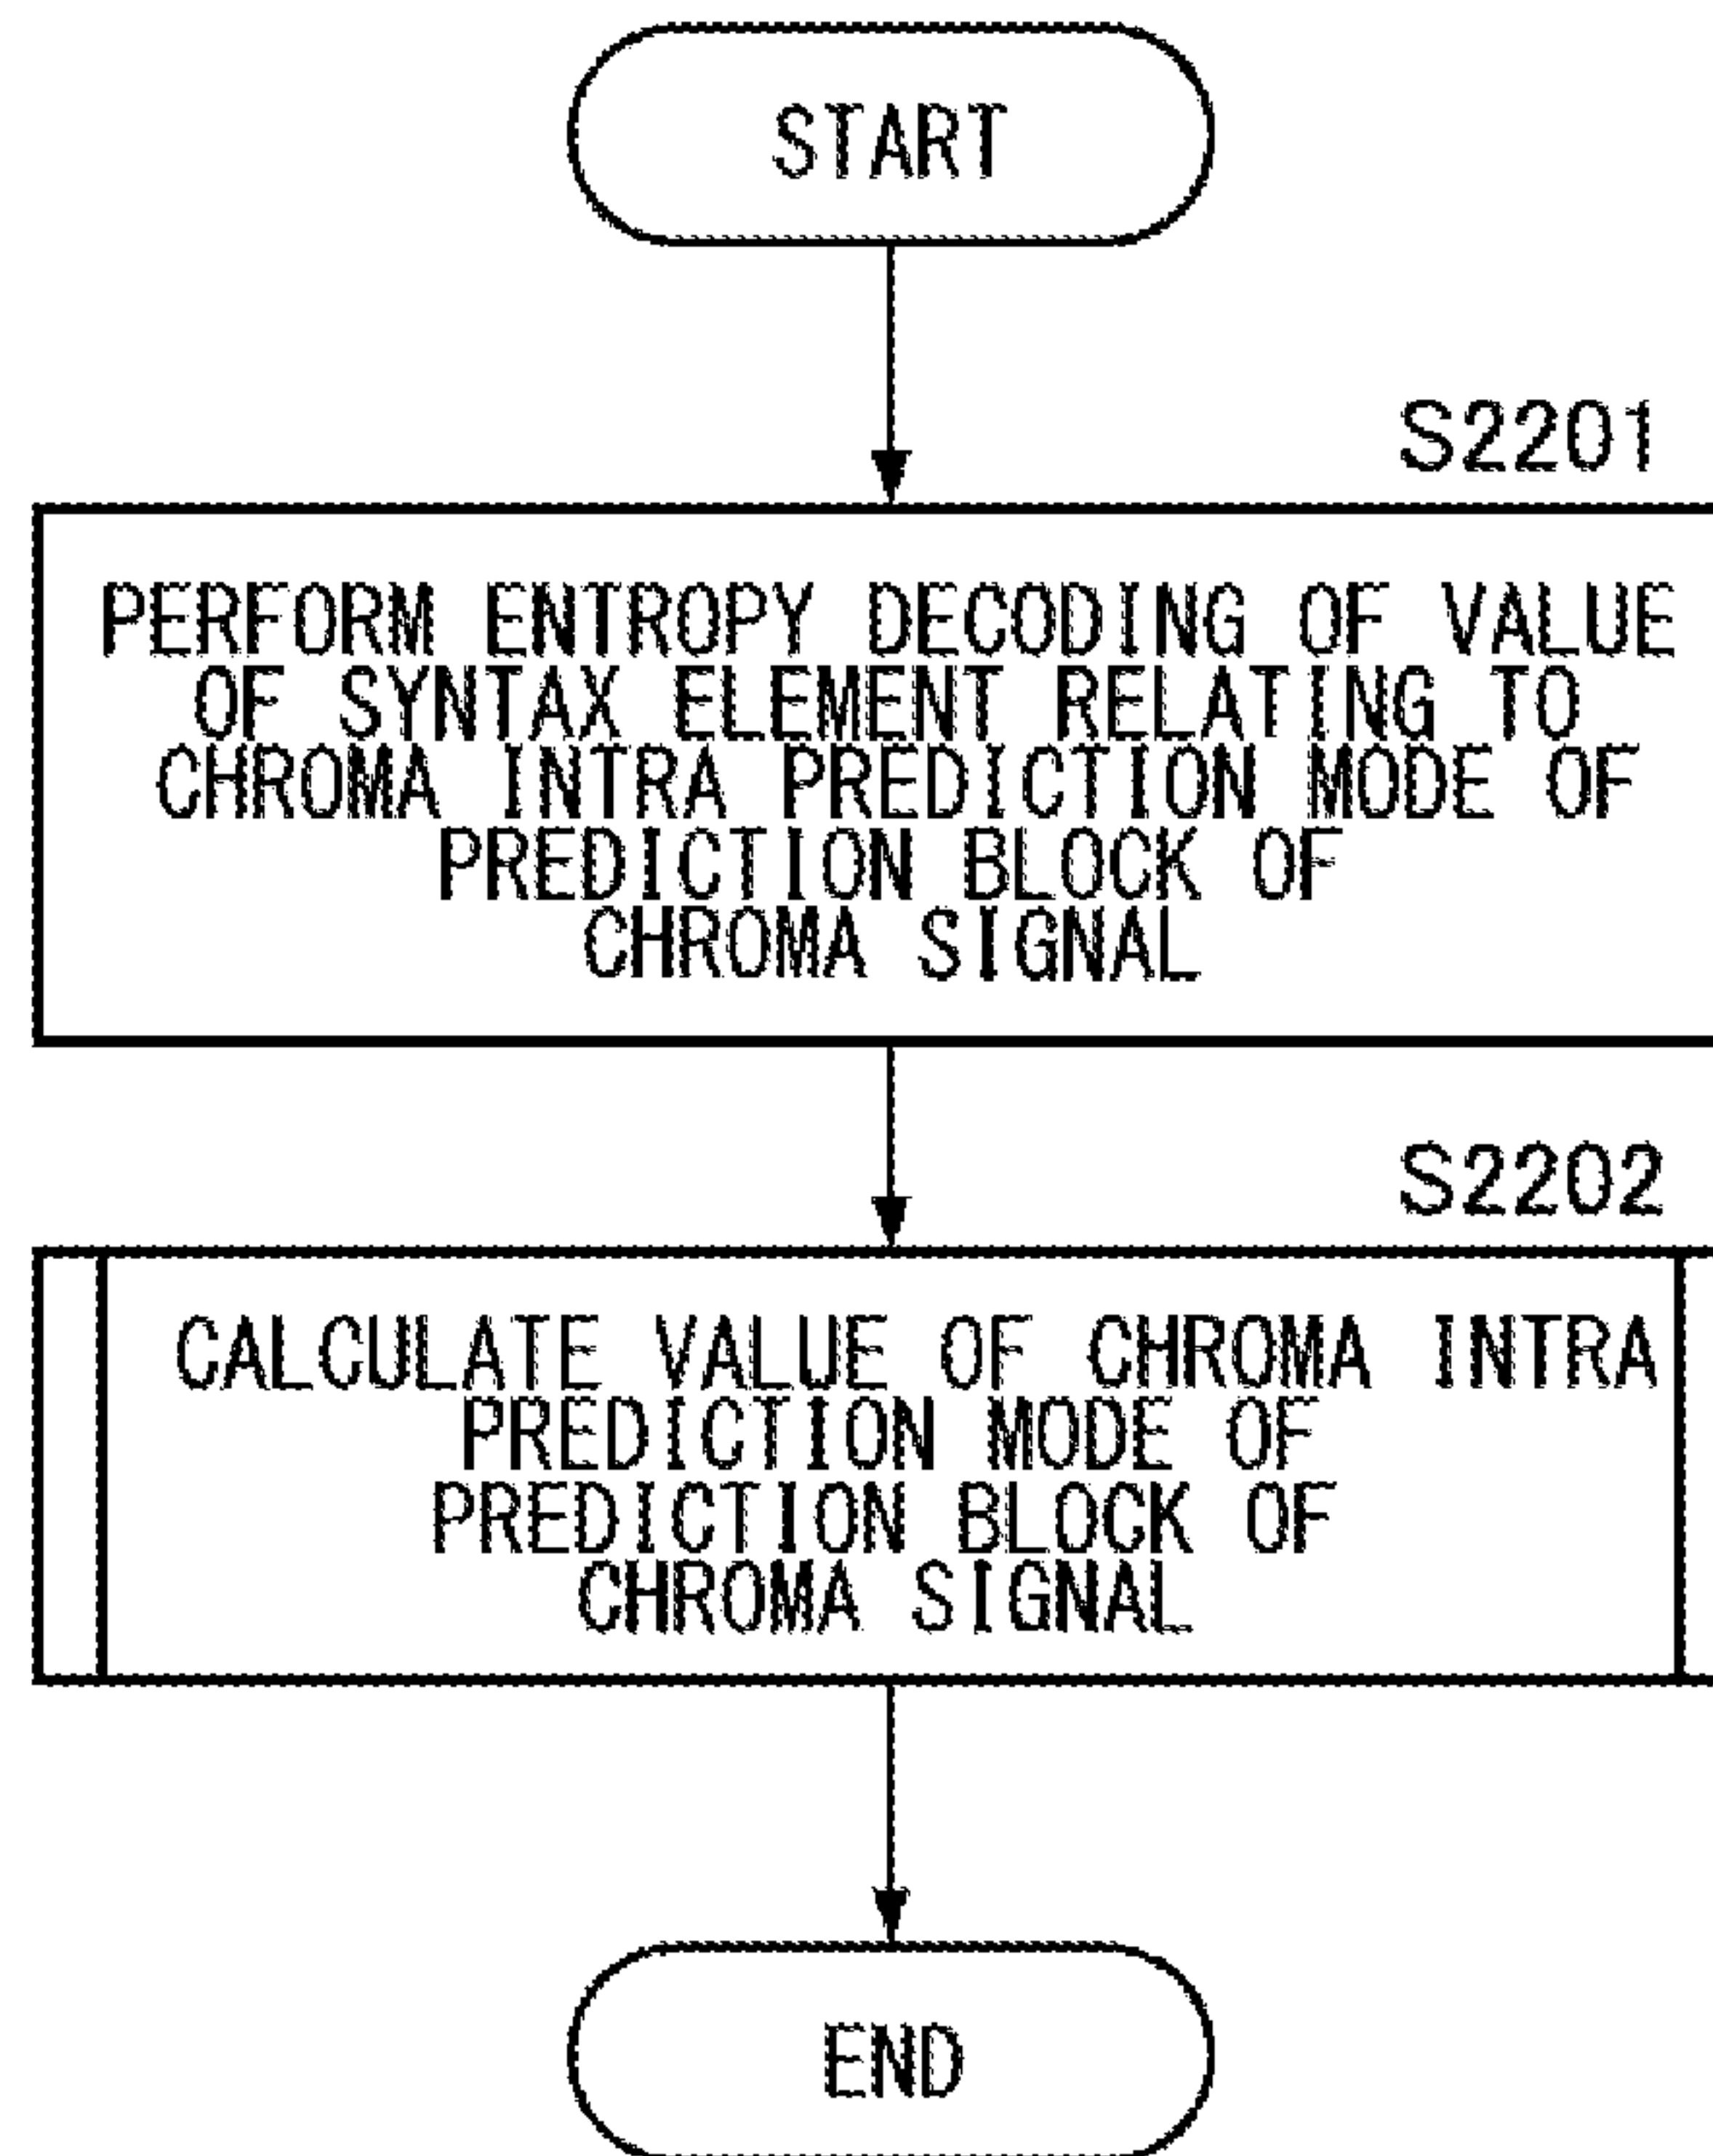 START
S2201
PERFORM ENTROPY DECODING OF VALUE
OF SYNTAX ELEMENT RELATING TO
CHROMA INTRA PREDICTION MODE OF
PREDICTION BLOCK OF
CHROMA SIGNAL
S2202
CALCULATE VALUE OF CHROMA INTRA
PREDICTION MODE OF
PREDICTION BLOCK OF
CHROMA SIGNAL
END